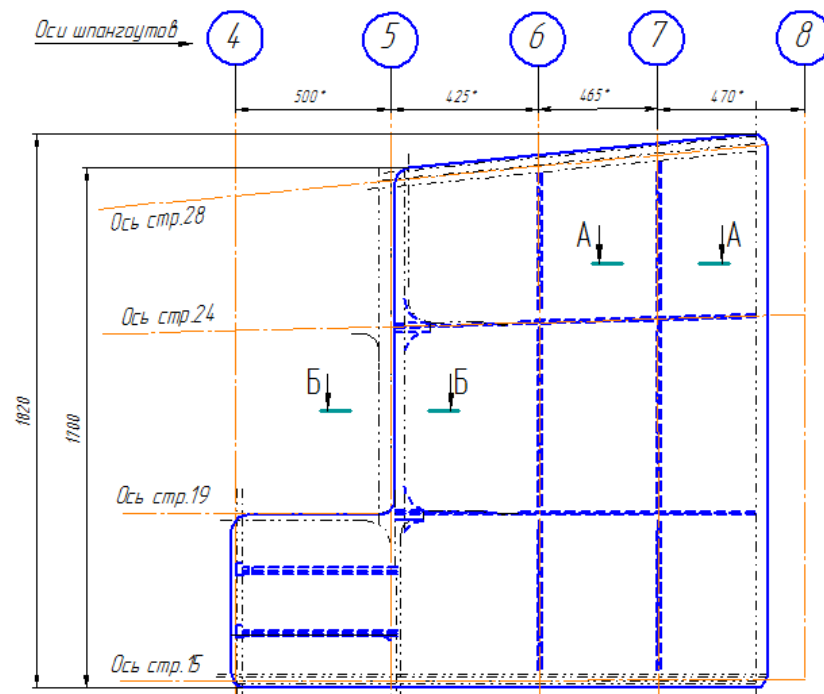 Оси шпангоутов
4 5 6 7 8
500* 425* 465* 470*
Ось стр.28
А А
Ось стр.24
Б Б
1820
1700
Ось стр.19
Ось стр.15